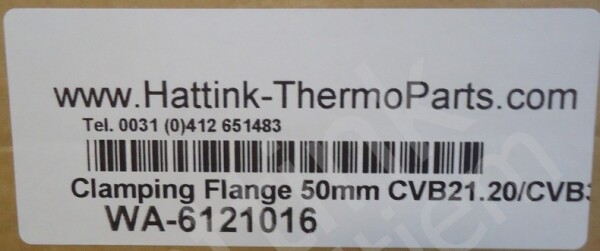 www.Hattink-ThermoParts.com
Tel. 0031 (0)412 651483
Clamping Flange 50mm CVB21.20/CVB
WA-6121016